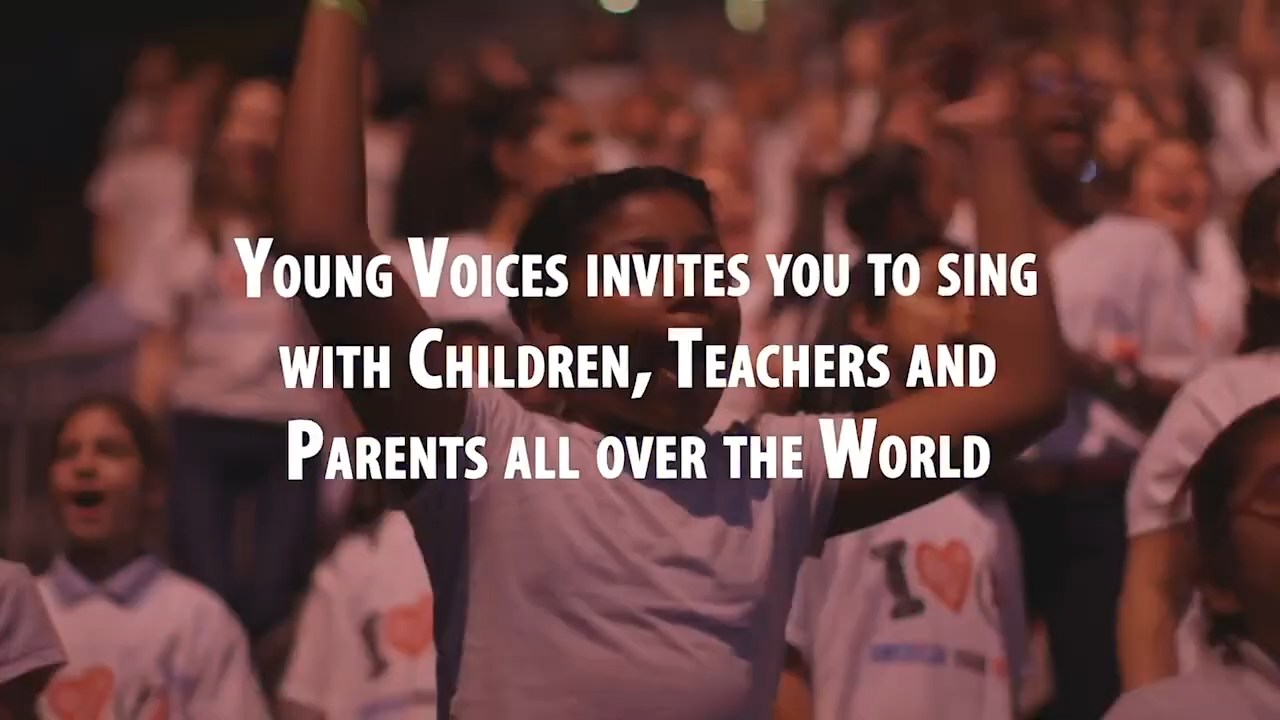 Young Voices invites you to sing
with Children, Teachers and
Parents all over the World
I
I